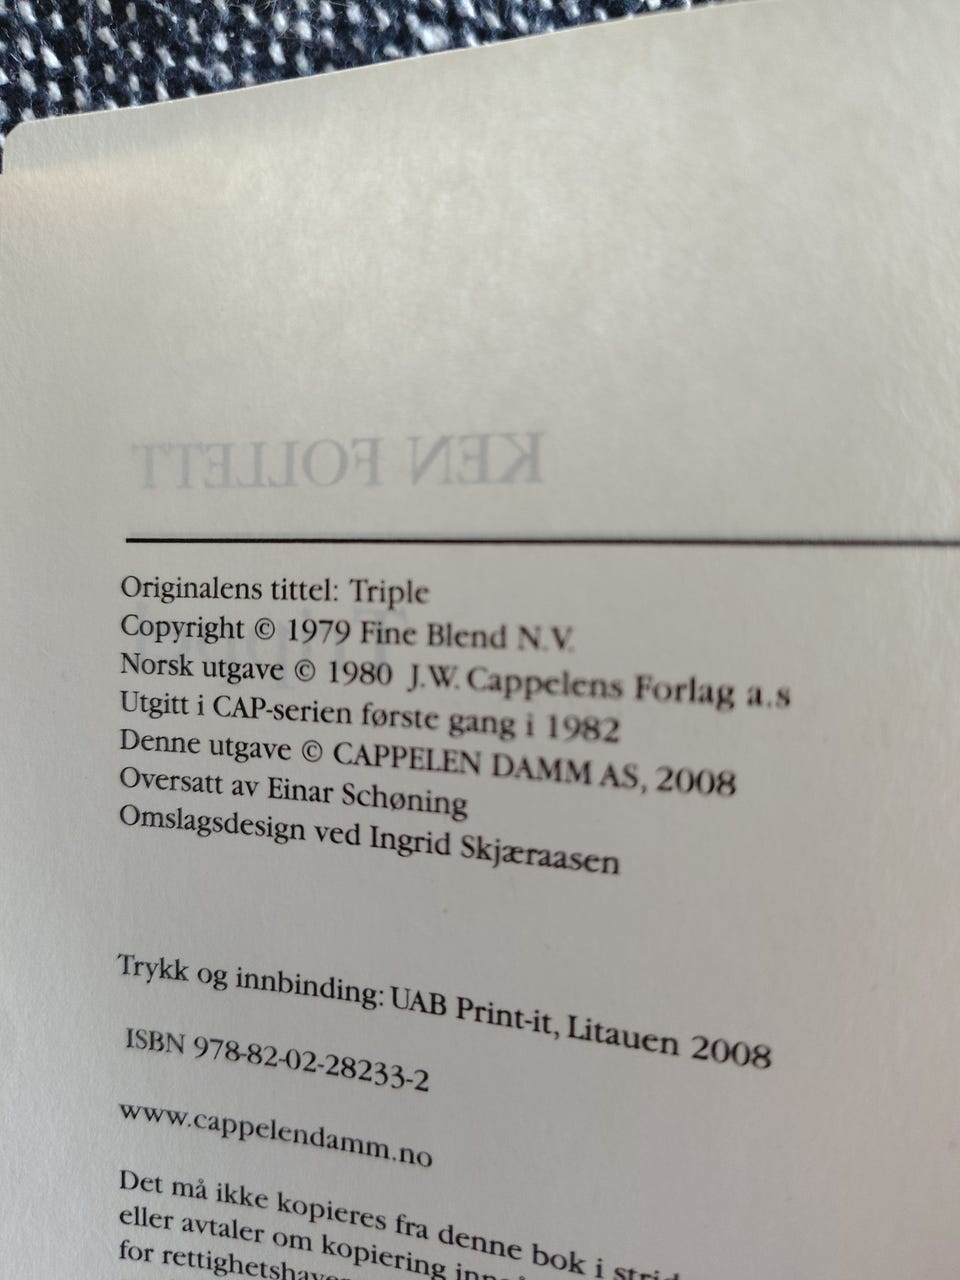 KEN FOLLETT
Originalens tittel: Triple
Copyright © 1979 Fine Blend N.V.
Norsk utgave © 1980 J.W. Cappelens Forlag a.s
Utgitt i CAP-serien første gang i 1982
Denne utgave © CAPPELEN DAMM AS, 2008
Oversatt av Einar Schøning
Omslagsdesign ved Ingrid Skjæraasen
Trykk og innbinding: UAB Print-it, Litauen 2008
ISBN 978-82-02-28233-2
www.cappelendamm.no
Det må ikke kopieres fra denne bok i strid
eller avtaler om kopiering
for